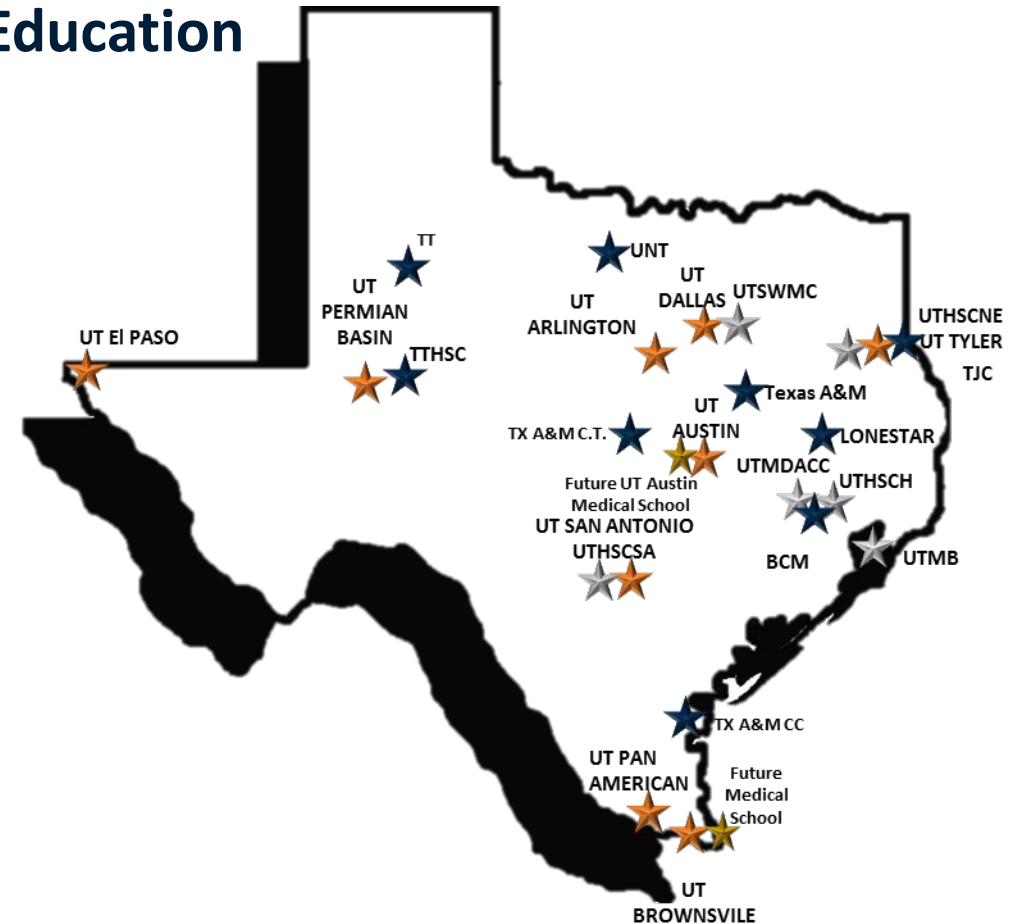 Education
TT
UNT
UT
PERMIAN
BASIN
UT
DALLAS
UTSWMC
UT
ARLINGTON
UTHSCNE
UT TYLER
TJC
UT El PASO
TTHSC
Texas A&M
UT
AUSTIN
TX A&M C.T.
LONESTAR
Future UT Austin
Medical School
UTMDACC
UTHSCH
UT SAN ANTONIO
UTHSCSA
BCM
UTMB
TX A&M CC
UT PAN
AMERICAN
Future
Medical
School
UT
BROWNSVILE